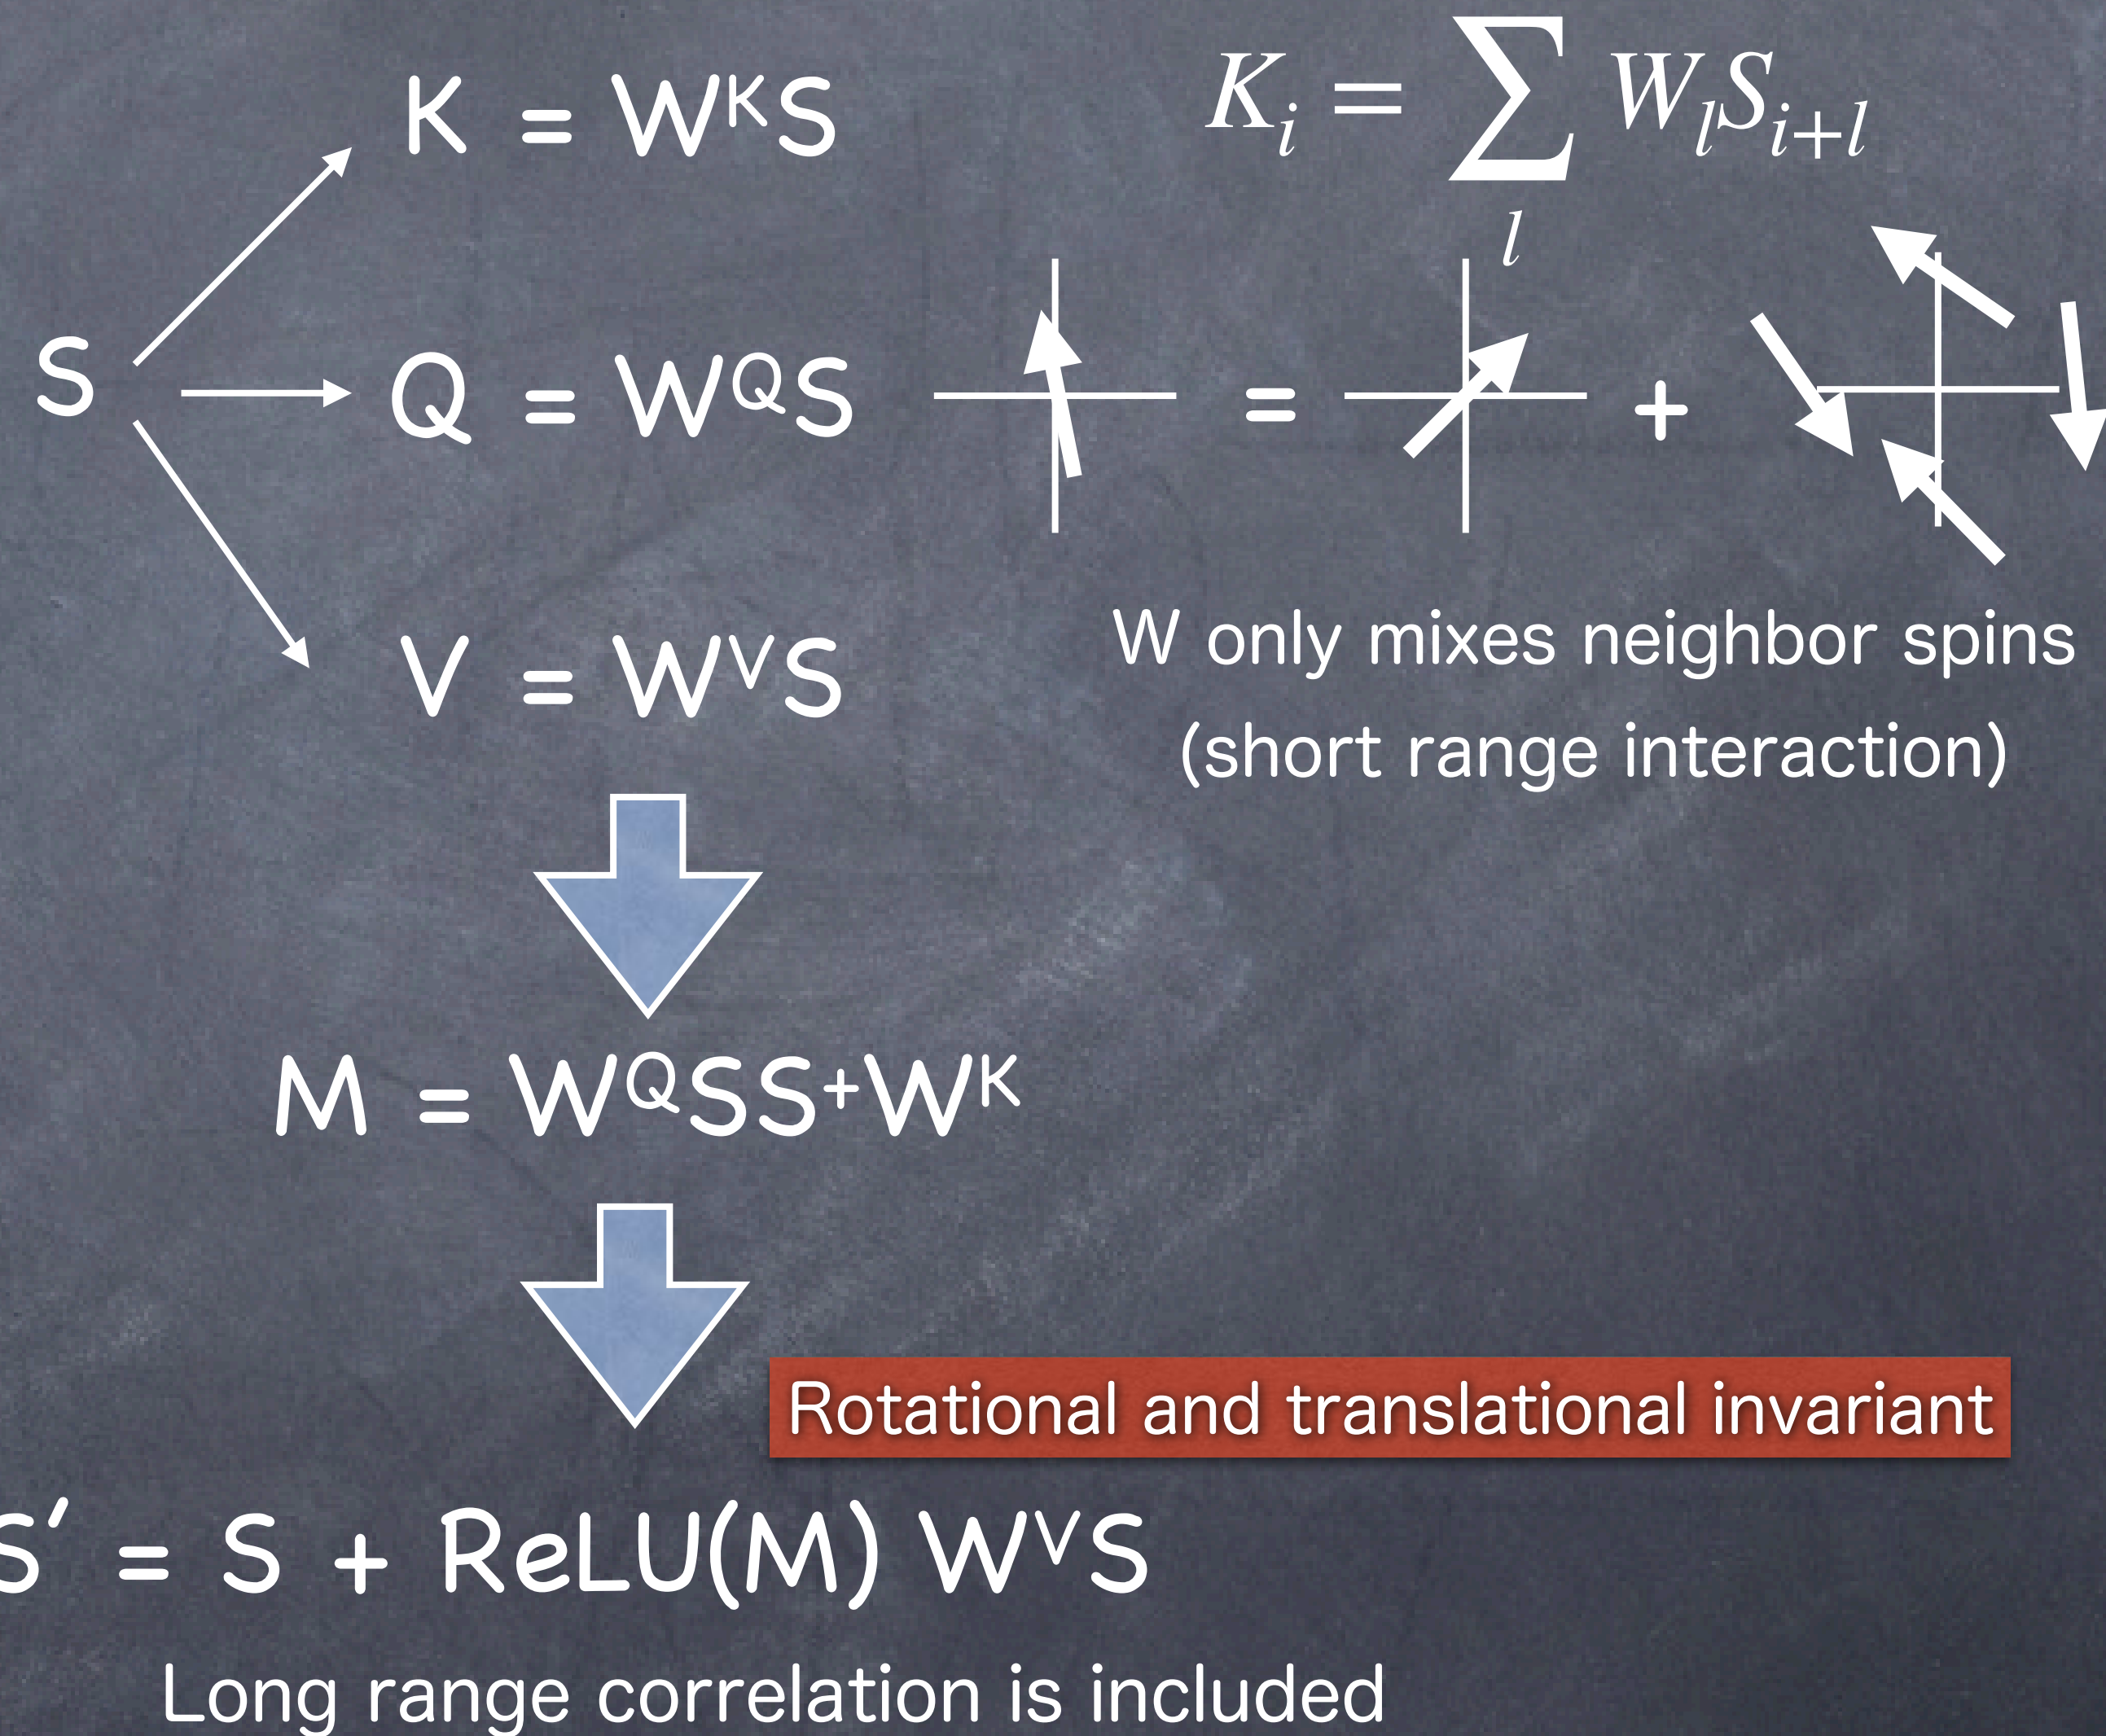 K = WᴷS
Kᵢ = ∑ₗ WₗSᵢ₊ₗ
S
Q = W^QS
=
+
V = WⱽS
W only mixes neighbor spins
(short range interaction)
M = W^QSS⁺Wᴷ
Rotational and translational invariant
S′ = S + ReLU(M) WⱽS
Long range correlation is included